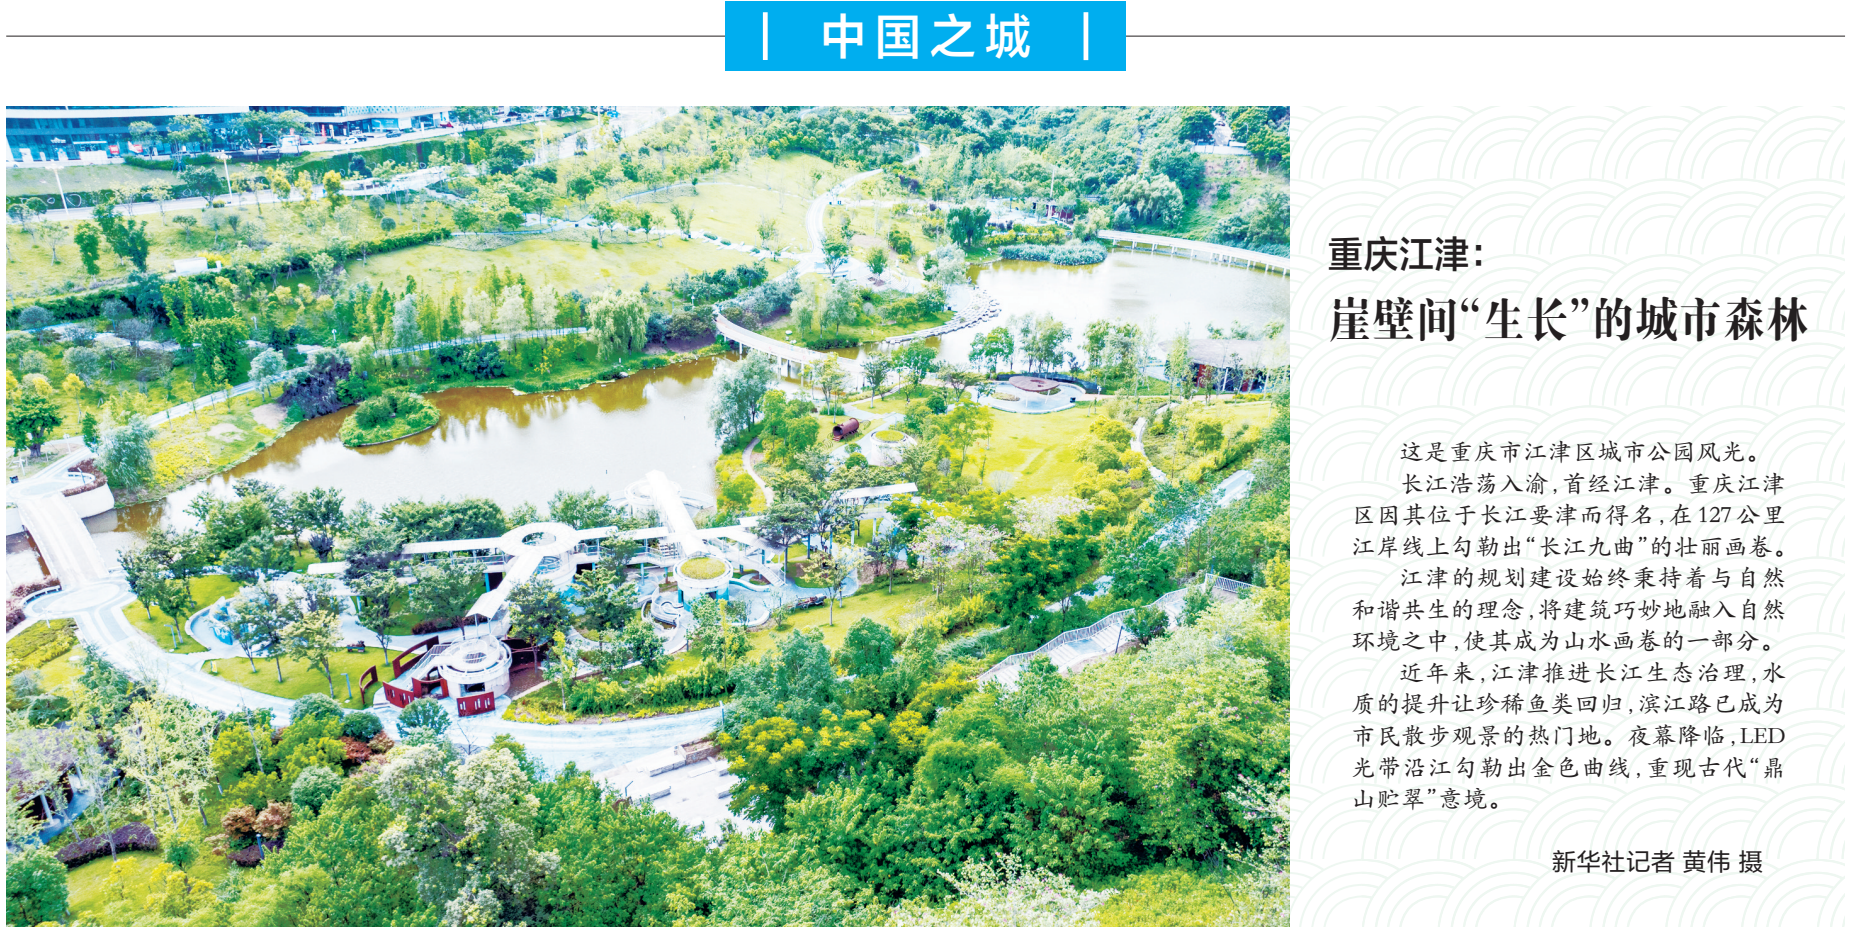 中国之城
重庆江津：
崖壁间“生长”的城市森林
这是重庆市江津区城市公园风光。
长江浩荡入渝，首经江津。重庆江津
区因其位于长江要津而得名，在127公里
江岸线上勾勒出“长江九曲”的壮丽画卷。
江津的规划建设始终秉持着与自然
和谐共生的理念，将建筑巧妙地融入自然
环境之中，使其成为山水画卷的一部分。
近年来，江津推进长江生态治理，水
质的提升让珍稀鱼类回归，滨江路已成为
市民散步观景的热门地。夜幕降临，LED
光带沿江勾勒出金色曲线，重现古代“鼎
山贮翠”意境。
新华社记者 黄伟 摄